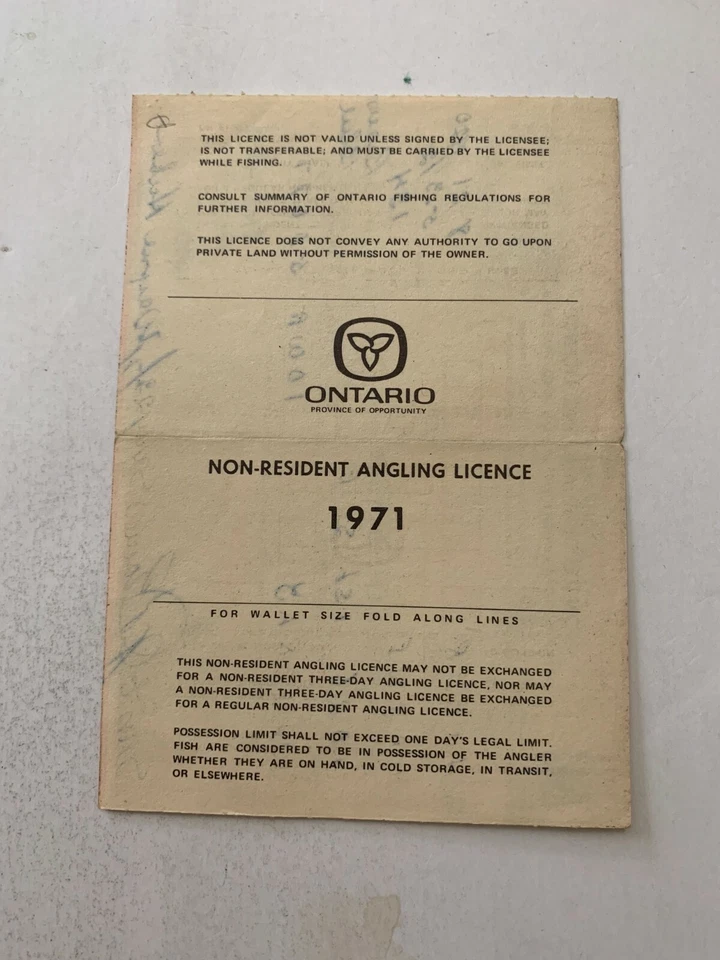 THIS LICENCE IS NOT VALID UNLESS SIGNED BY THE LICENSEE;
IS NOT TRANSFERABLE; AND MUST BE CARRIED BY THE LICENSEE
WHILE FISHING.
CONSULT SUMMARY OF ONTARIO FISHING REGULATIONS FOR
FURTHER INFORMATION.
THIS LICENCE DOES NOT CONVEY ANY AUTHORITY TO GO UPON
PRIVATE LAND WITHOUT PERMISSION OF THE OWNER.
ONTARIO
PROVINCE OF OPPORTUNITY
NON-RESIDENT ANGLING LICENCE
1971
FOR WALLET SIZE FOLD ALONG LINES
THIS NON-RESIDENT ANGLING LICENCE MAY NOT BE EXCHANGED
FOR A NON-RESIDENT THREE-DAY ANGLING LICENCE, NOR MAY
A NON-RESIDENT THREE-DAY ANGLING LICENCE BE EXCHANGED
FOR A REGULAR NON-RESIDENT ANGLING LICENCE.
POSSESSION LIMIT SHALL NOT EXCEED ONE DAY'S LEGAL LIMIT.
FISH ARE CONSIDERED TO BE IN POSSESSION OF THE ANGLER
WHETHER THEY ARE ON HAND, IN COLD STORAGE, IN TRANSIT,
OR ELSEWHERE.